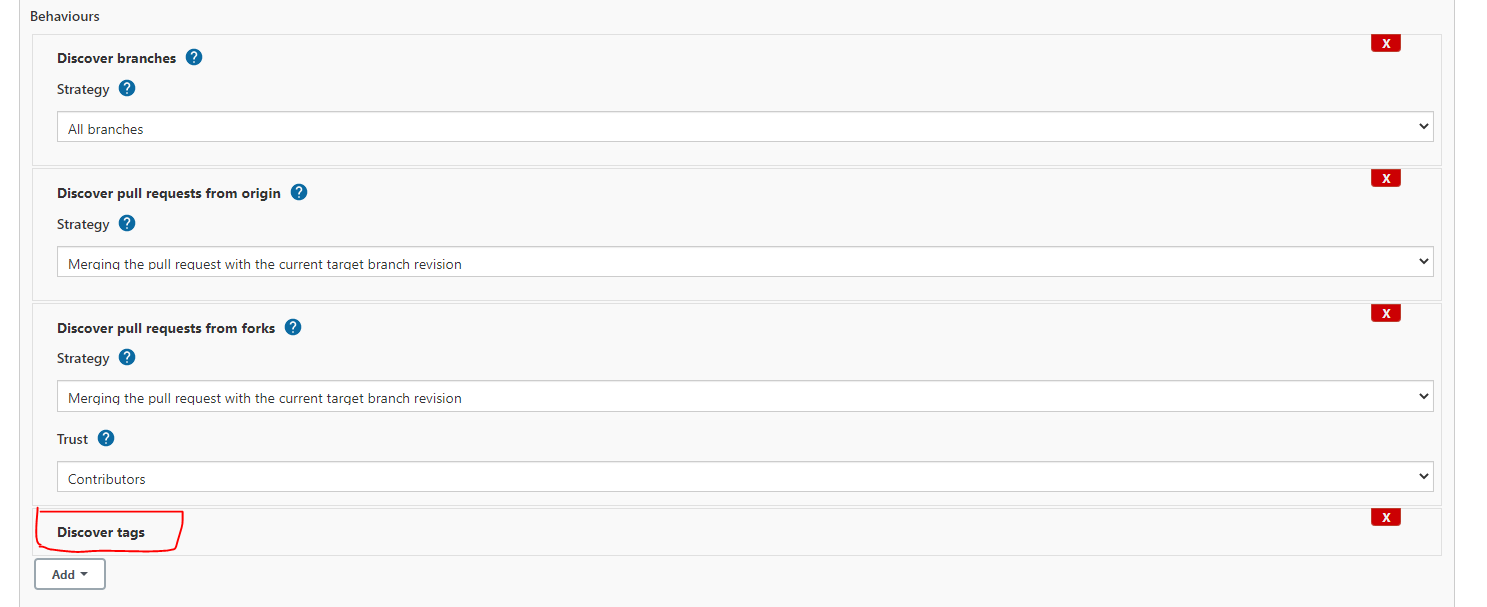 Behaviours
Discover branches ?
X
Strategy ?
All branches
Discover pull requests from origin ?
X
Strategy ?
Merging the pull request with the current target branch revision
Discover pull requests from forks ?
X
Strategy ?
Merging the pull request with the current target branch revision
Trust ?
Contributors
Discover tags
X
Add